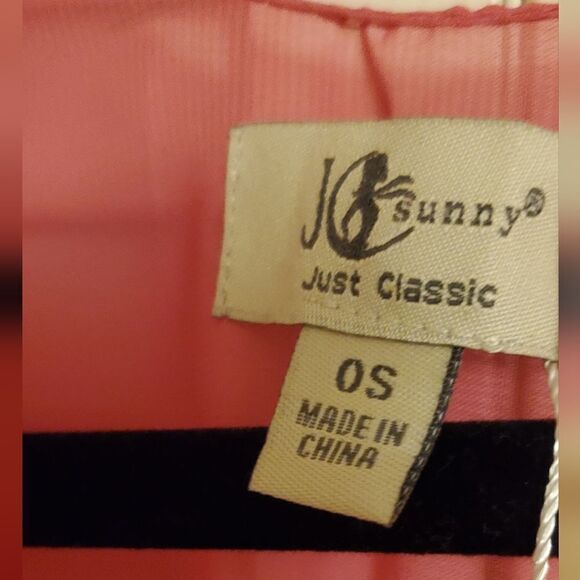 JC sunny®
Just Classic
OS
MADE IN
CHINA